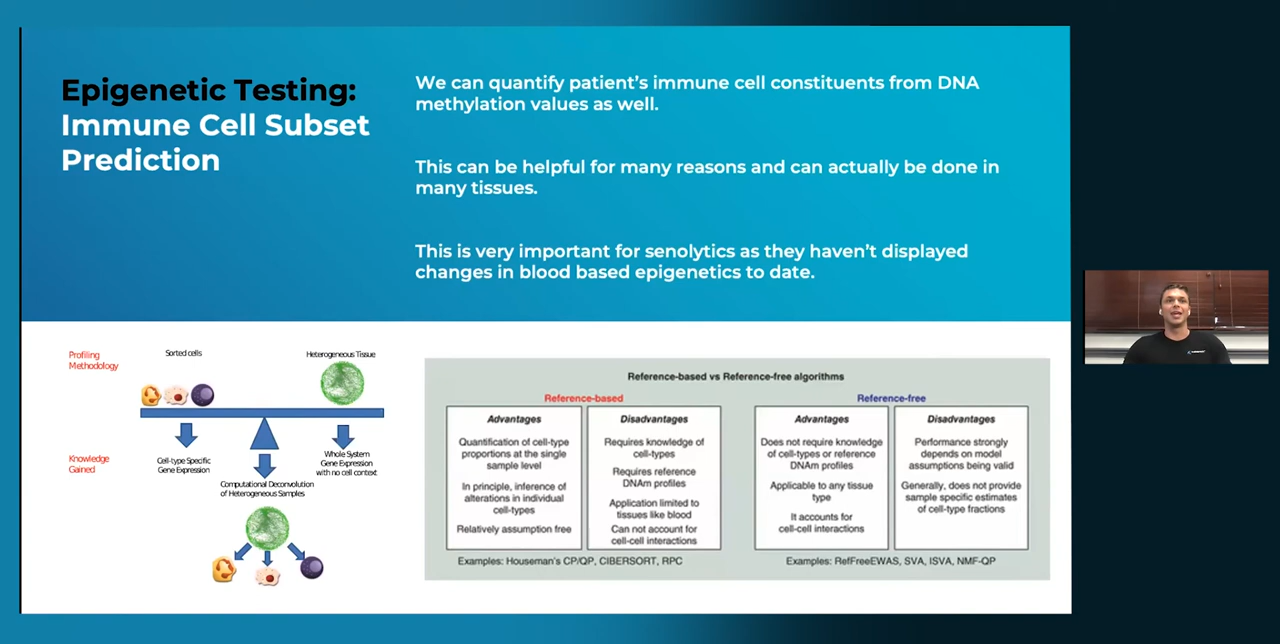 Epigenetic Testing:
Immune Cell Subset
Prediction
We can quantify patient's immune cell constituents from DNA
methylation values as well.
This can be helpful for many reasons and can actually be done in
many tissues.
This is very important for senolytics as they haven't displayed
changes in blood based epigenetics to date.
Profiling
Methodology
Sorted cells
Heterogeneous Tissue
Knowledge
Gained
Cell-type Specific
Gene Expression
Whole System
Gene Expression
with no cell context
Computational Deconvolution
of Heterogeneous Samples
Reference-based vs Reference-free algorithms
Reference-based
Advantages
Quantification of cell-type
proportions at the single
sample level
In principle, inference of
alterations in individual
cell-types
Relatively assumption free
Disadvantages
Requires knowledge of
cell-types
Requires reference
DNAm profiles
Application limited to
tissues like blood
Can not account for
cell-cell interactions
Examples: Houseman's CP/QP, CIBERSORT, RPC
Reference-free
Advantages
Does not require knowledge
of cell-types or reference
DNAm profiles
Applicable to any tissue
type
It accounts for
cell-cell interactions
Disadvantages
Performance strongly
depends on model
assumptions being valid
Generally, does not provide
sample specific estimates
of cell-type fractions
Examples: RefFreeEWAS, SVA, ISVA, NMF-QP